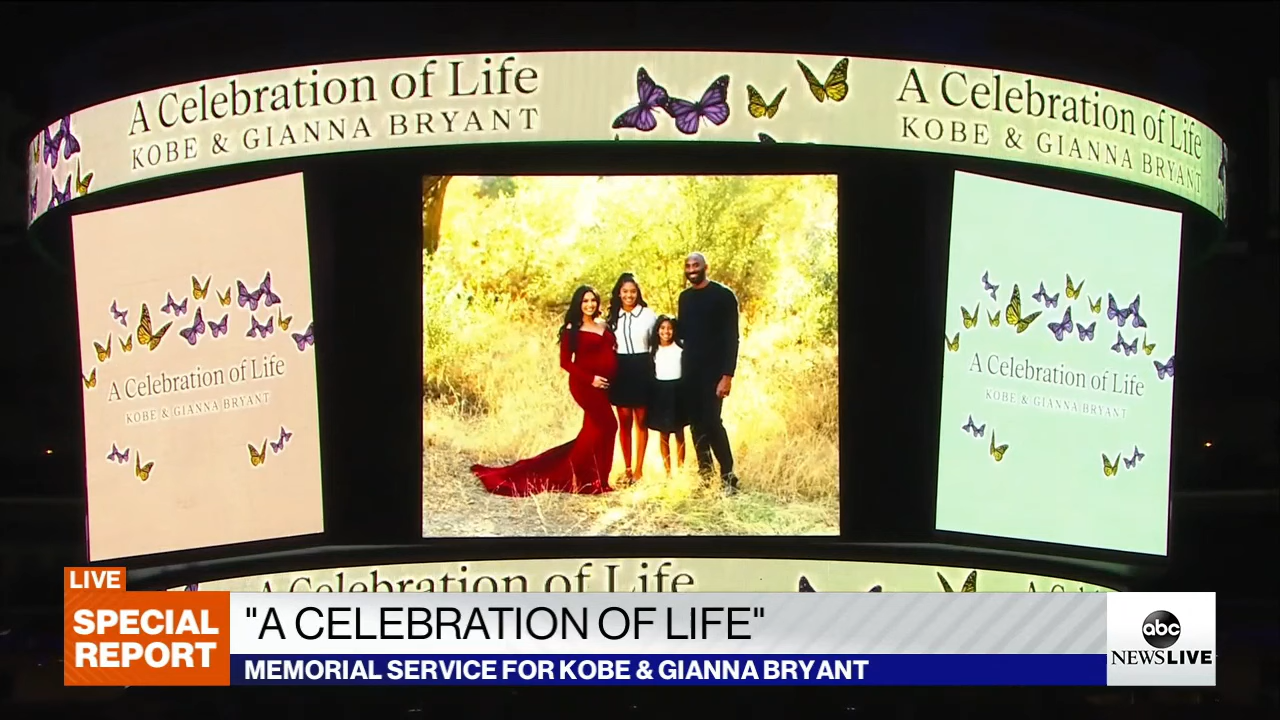 A Celebration of Life
KOBE & GIANNA BRYANT
A Celebration of Life
KOBE & GIANNA BRYANT
A Celebration of Life
KOBE & GIANNA BRYANT
A Celebration of Life
KOBE & GIANNA BRYANT
A Celebration of Life
LIVE
SPECIAL
REPORT
"A CELEBRATION OF LIFE"
MEMORIAL SERVICE FOR KOBE & GIANNA BRYANT
abc
NEWSLIVE